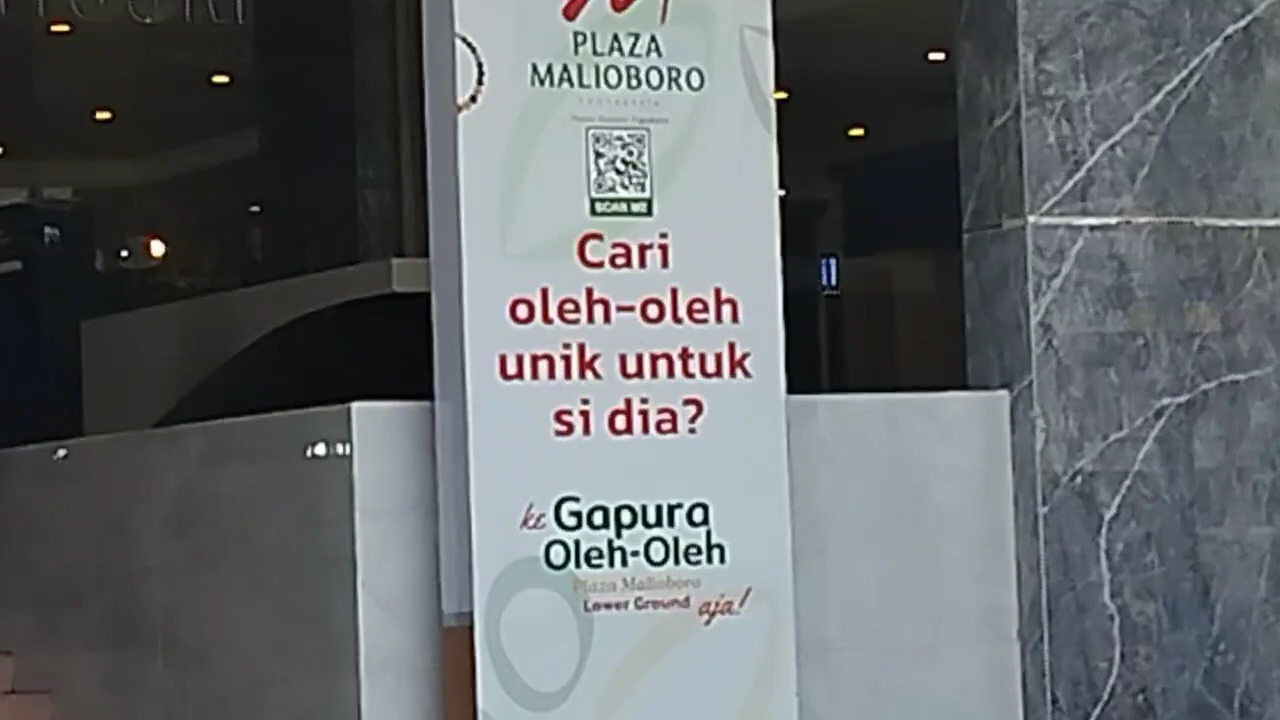 PLAZA
MALIOBORO
YOGYAKARTA
SCAN ME
Cari
oleh-oleh
unik untuk
si dia?
ke Gapura
Oleh-Oleh
Plaza Malioboro
Lower Ground aja!